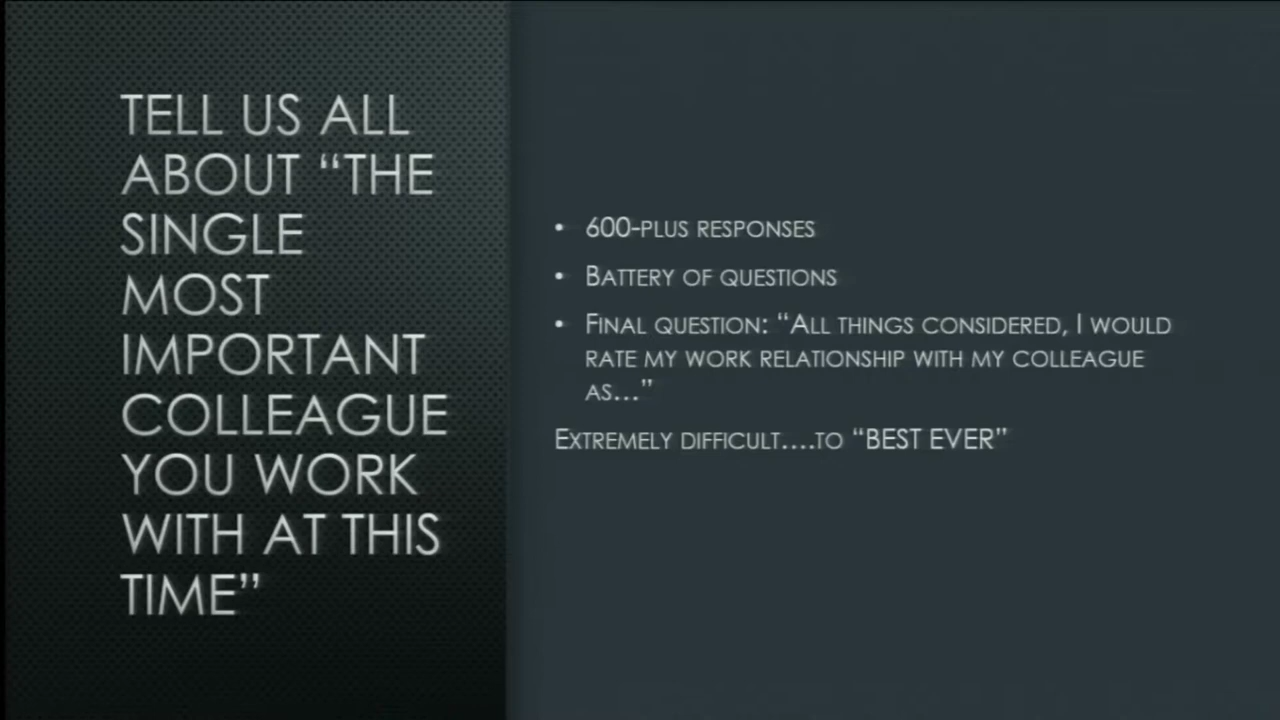 TELL US ALL
ABOUT “THE
SINGLE
MOST
IMPORTANT
COLLEAGUE
YOU WORK
WITH AT THIS
TIME”
• 600-PLUS RESPONSES
• BATTERY OF QUESTIONS
• FINAL QUESTION: “ALL THINGS CONSIDERED, I WOULD
RATE MY WORK RELATIONSHIP WITH MY COLLEAGUE
AS…”
EXTREMELY DIFFICULT….TO “BEST EVER”